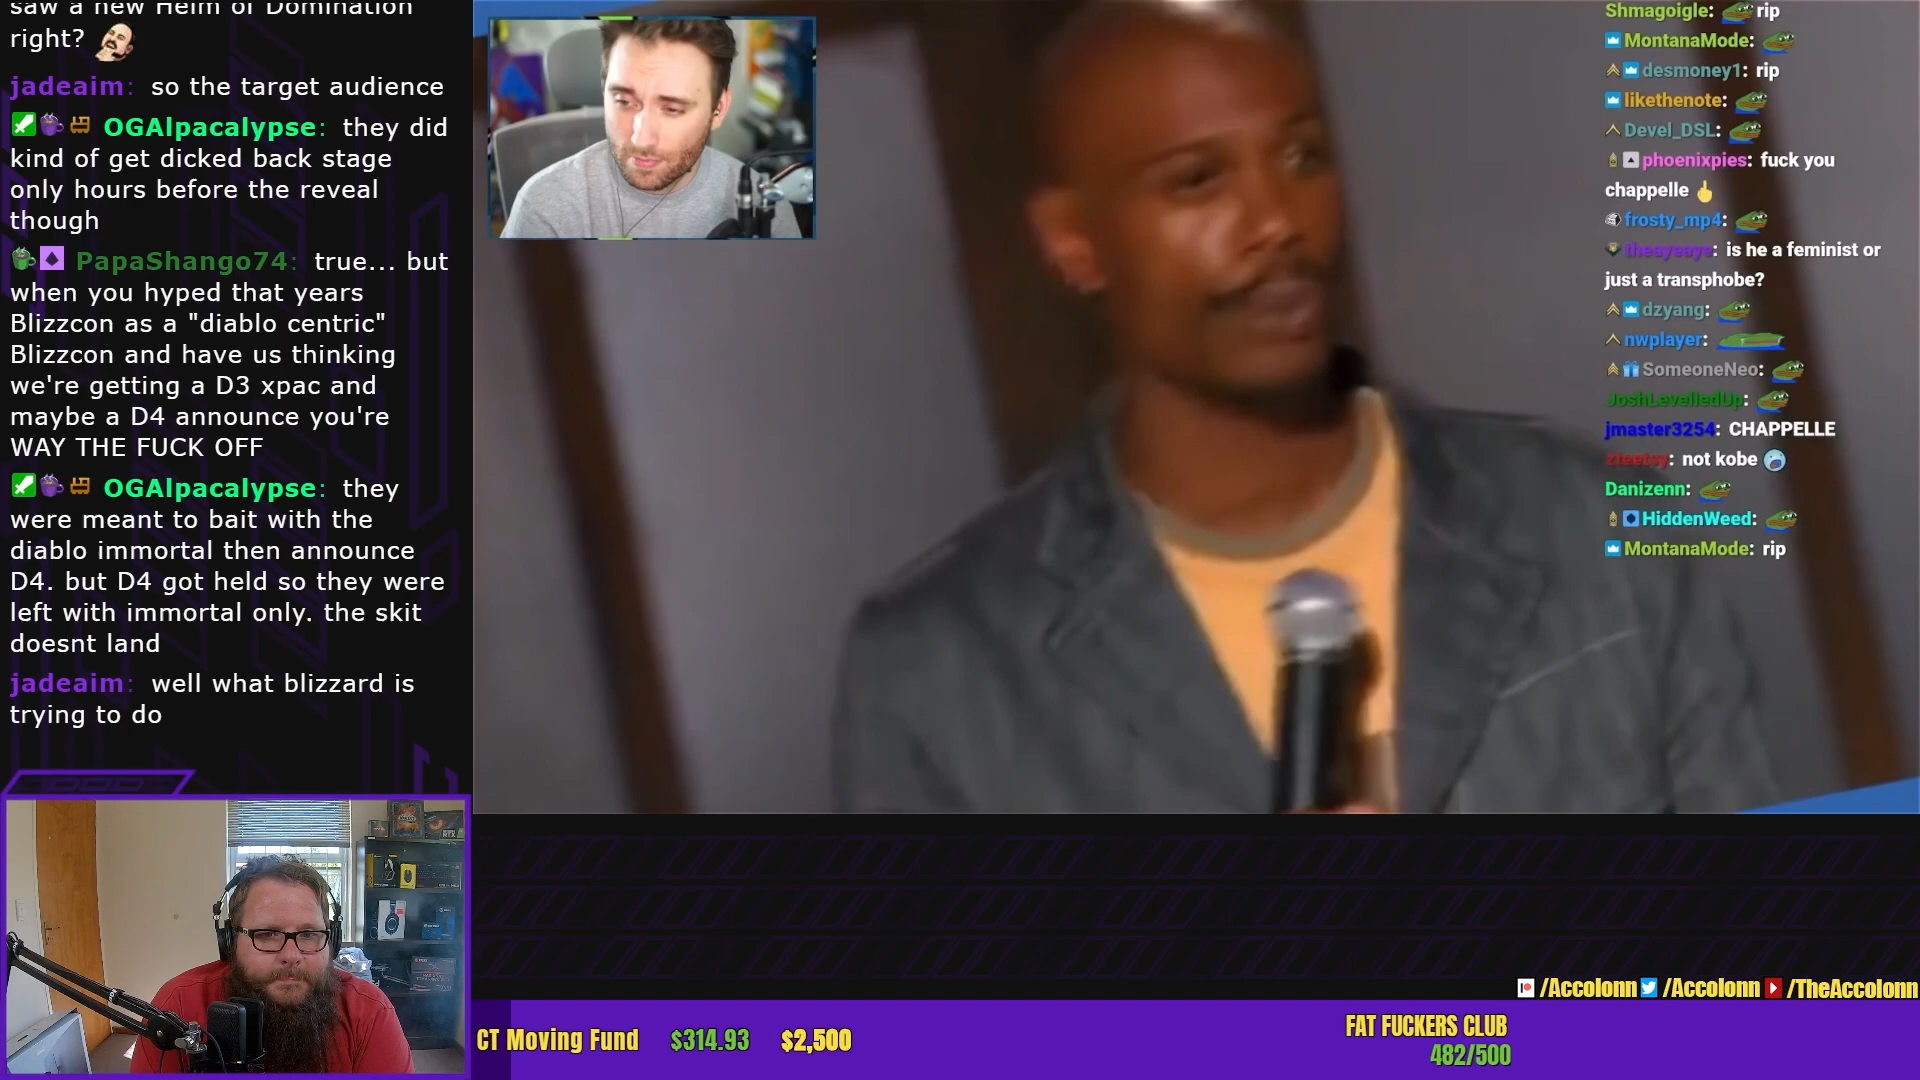 saw a new Helm of Domination
right?
jadeaim: so the target audience
OGAlpacalypse: they did
kind of get dicked back stage
only hours before the reveal
though
PapaShango74: true... but
when you hyped that years
Blizzcon as a "diablo centric"
Blizzcon and have us thinking
we're getting a D3 xpac and
maybe a D4 announce you're
WAY THE FUCK OFF
OGAlpacalypse: they
were meant to bait with the
diablo immortal then announce
D4. but D4 got held so they were
left with immortal only. the skit
doesnt land
jadeaim: well what blizzard is
trying to do
Shmagoigle: rip
MontanaMode:
desmoney1: rip
likethenote:
Devel_DSL:
phoenixpies: fuck you
chappelle
frosty_mp4:
theayeaye: is he a feminist or
just a transphobe?
dzyang:
nwplayer:
SomeoneNeo:
JoshLevelledUp:
jmaster3254: CHAPPELLE
zteetsy: not kobe
Danizenn:
HiddenWeed:
MontanaMode: rip
/Accolonn /Accolonn /TheAccolonn
CT Moving Fund $314.93 $2,500
FAT FUCKERS CLUB
482/500